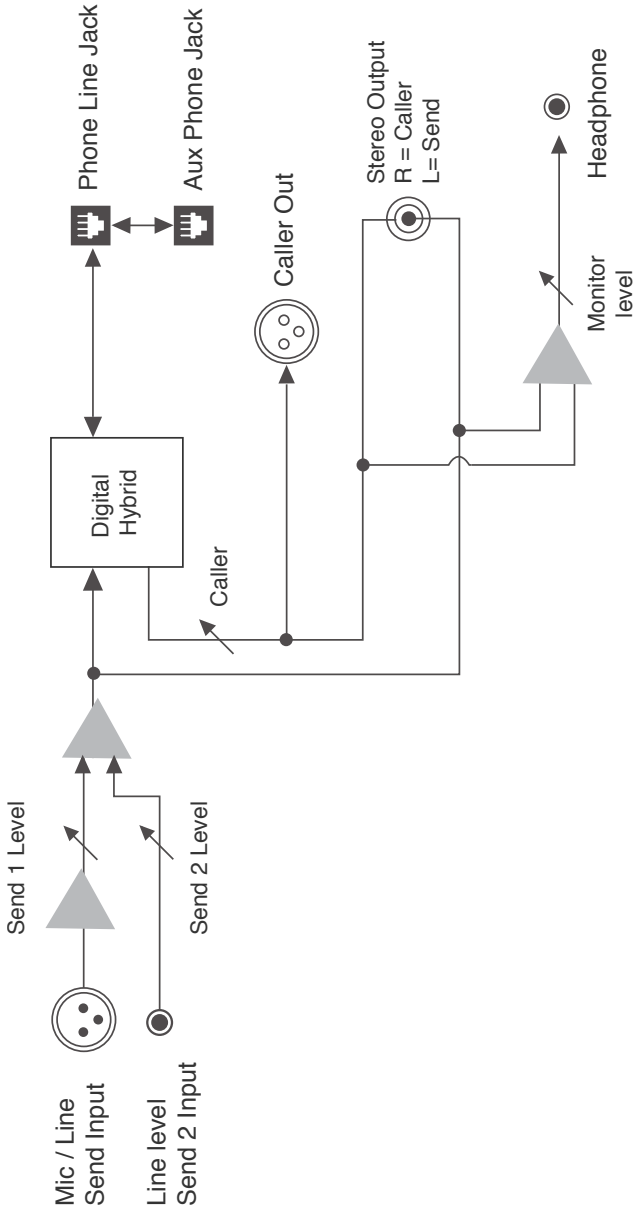 Mic / Line
Send Input
Line level
Send 2 Input
Send 1 Level
Send 2 Level
Digital
Hybrid
Caller
Phone Line Jack
Aux Phone Jack
Caller Out
Stereo Output
R = Caller
L= Send
Monitor
level
Headphone